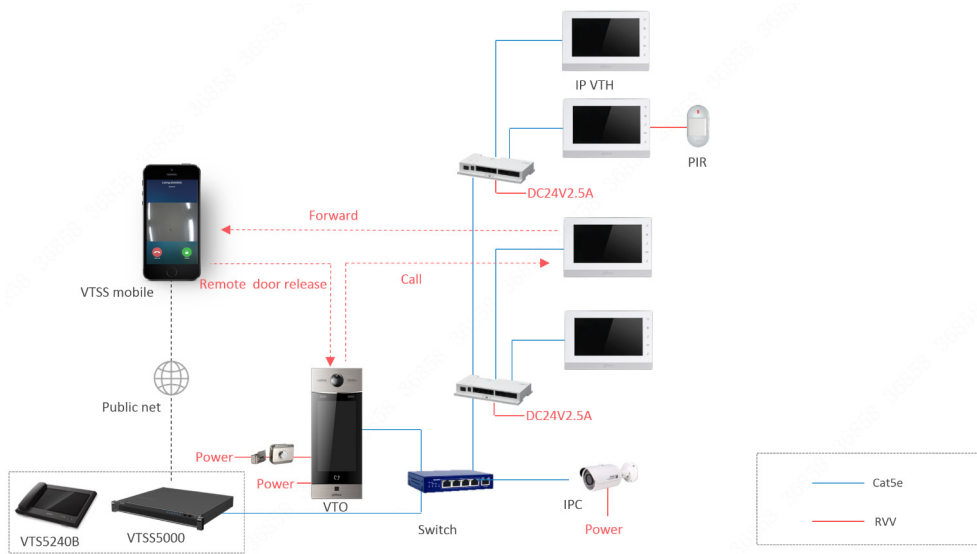 IP VTH
PIR
DC24V2.5A
Forward
VTSS mobile
Remote door release
Call
Public net
DC24V2.5A
Power
Power
VTO
Switch
IPC
Power
VTS5240B
VTSS5000
Cat5e
RVV